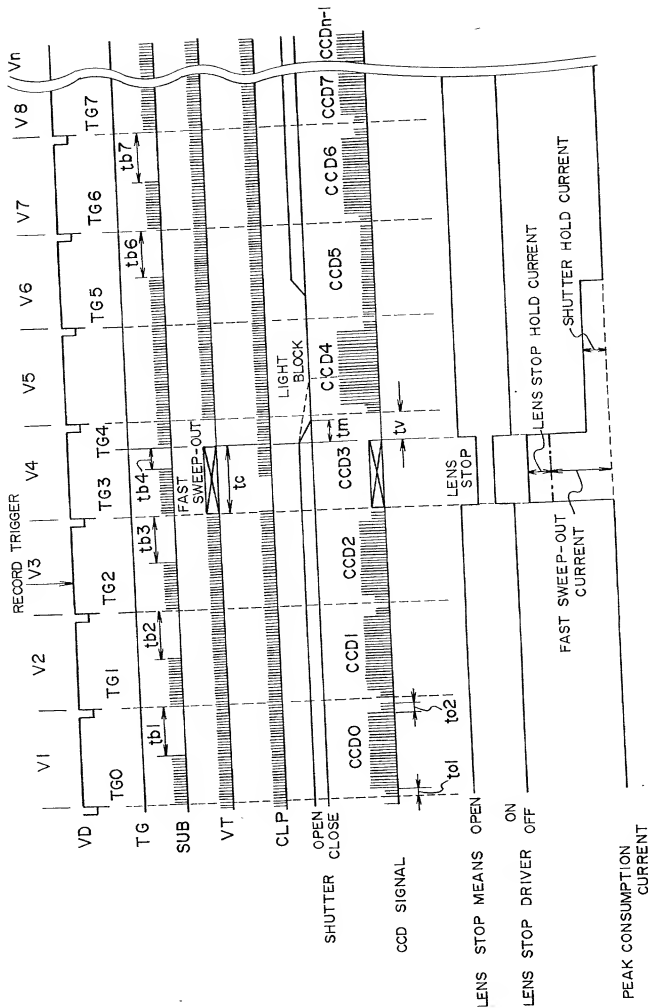 RECORD TRIGGER
V1 V2 V3 V4 V5 V6 V7 V8 Vn
VD
TG0 TG1 TG2 TG3 TG4 TG5 TG6 TG7
TG
tb1 tb2 tb3 tb4 tb6 tb7
SUB
FAST SWEEP-OUT
VT
tc
CLP
SHUTTER OPEN CLOSE
LIGHT BLOCK
tm
CCD SIGNAL
CCD0 CCD1 CCD2 CCD3 CCD4 CCD5 CCD6 CCD7 CCDn-1
to1 to2 tv
LENS STOP MEANS OPEN
LENS STOP
LENS STOP DRIVER ON OFF
LENS STOP HOLD CURRENT
SHUTTER HOLD CURRENT
FAST SWEEP-OUT CURRENT
PEAK CONSUMPTION CURRENT